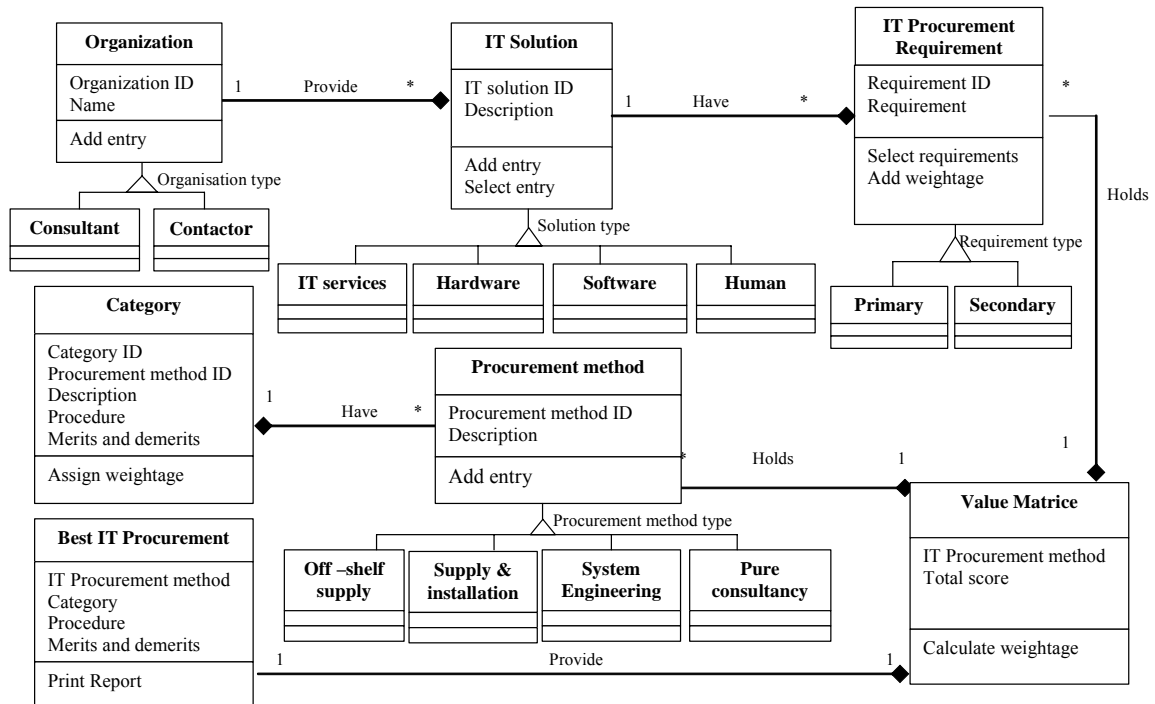 Organization
Organization ID
Name
Add entry
1 Provide *
IT Solution
IT solution ID
Description
Add entry
Select entry
1 Have *
IT Procurement
Requirement
Requirement ID
Requirement
Select requirements
Add weightage
*
Holds
1
Organisation type
Consultant
Contactor
Solution type
IT services
Hardware
Software
Human
Requirement type
Primary
Secondary
Category
Category ID
Procurement method ID
Description
Procedure
Merits and demerits
Assign weightage
1 Have *
Procurement method
Procurement method ID
Description
Add entry
* Holds 1
Procurement method type
Off –shelf
supply
Supply &
installation
System
Engineering
Pure
consultancy
Value Matrice
IT Procurement method
Total score
Calculate weightage
Best IT Procurement
IT Procurement method
Category
Procedure
Merits and demerits
Print Report
1 Provide 1